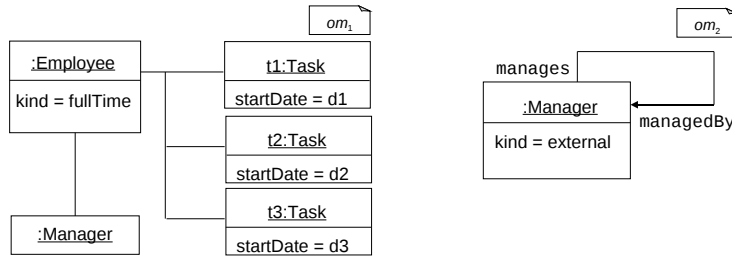 om1
:Employee
kind = fullTime
t1:Task
startDate = d1
t2:Task
startDate = d2
t3:Task
startDate = d3
:Manager
om2
manages
:Manager
kind = external
managedBy